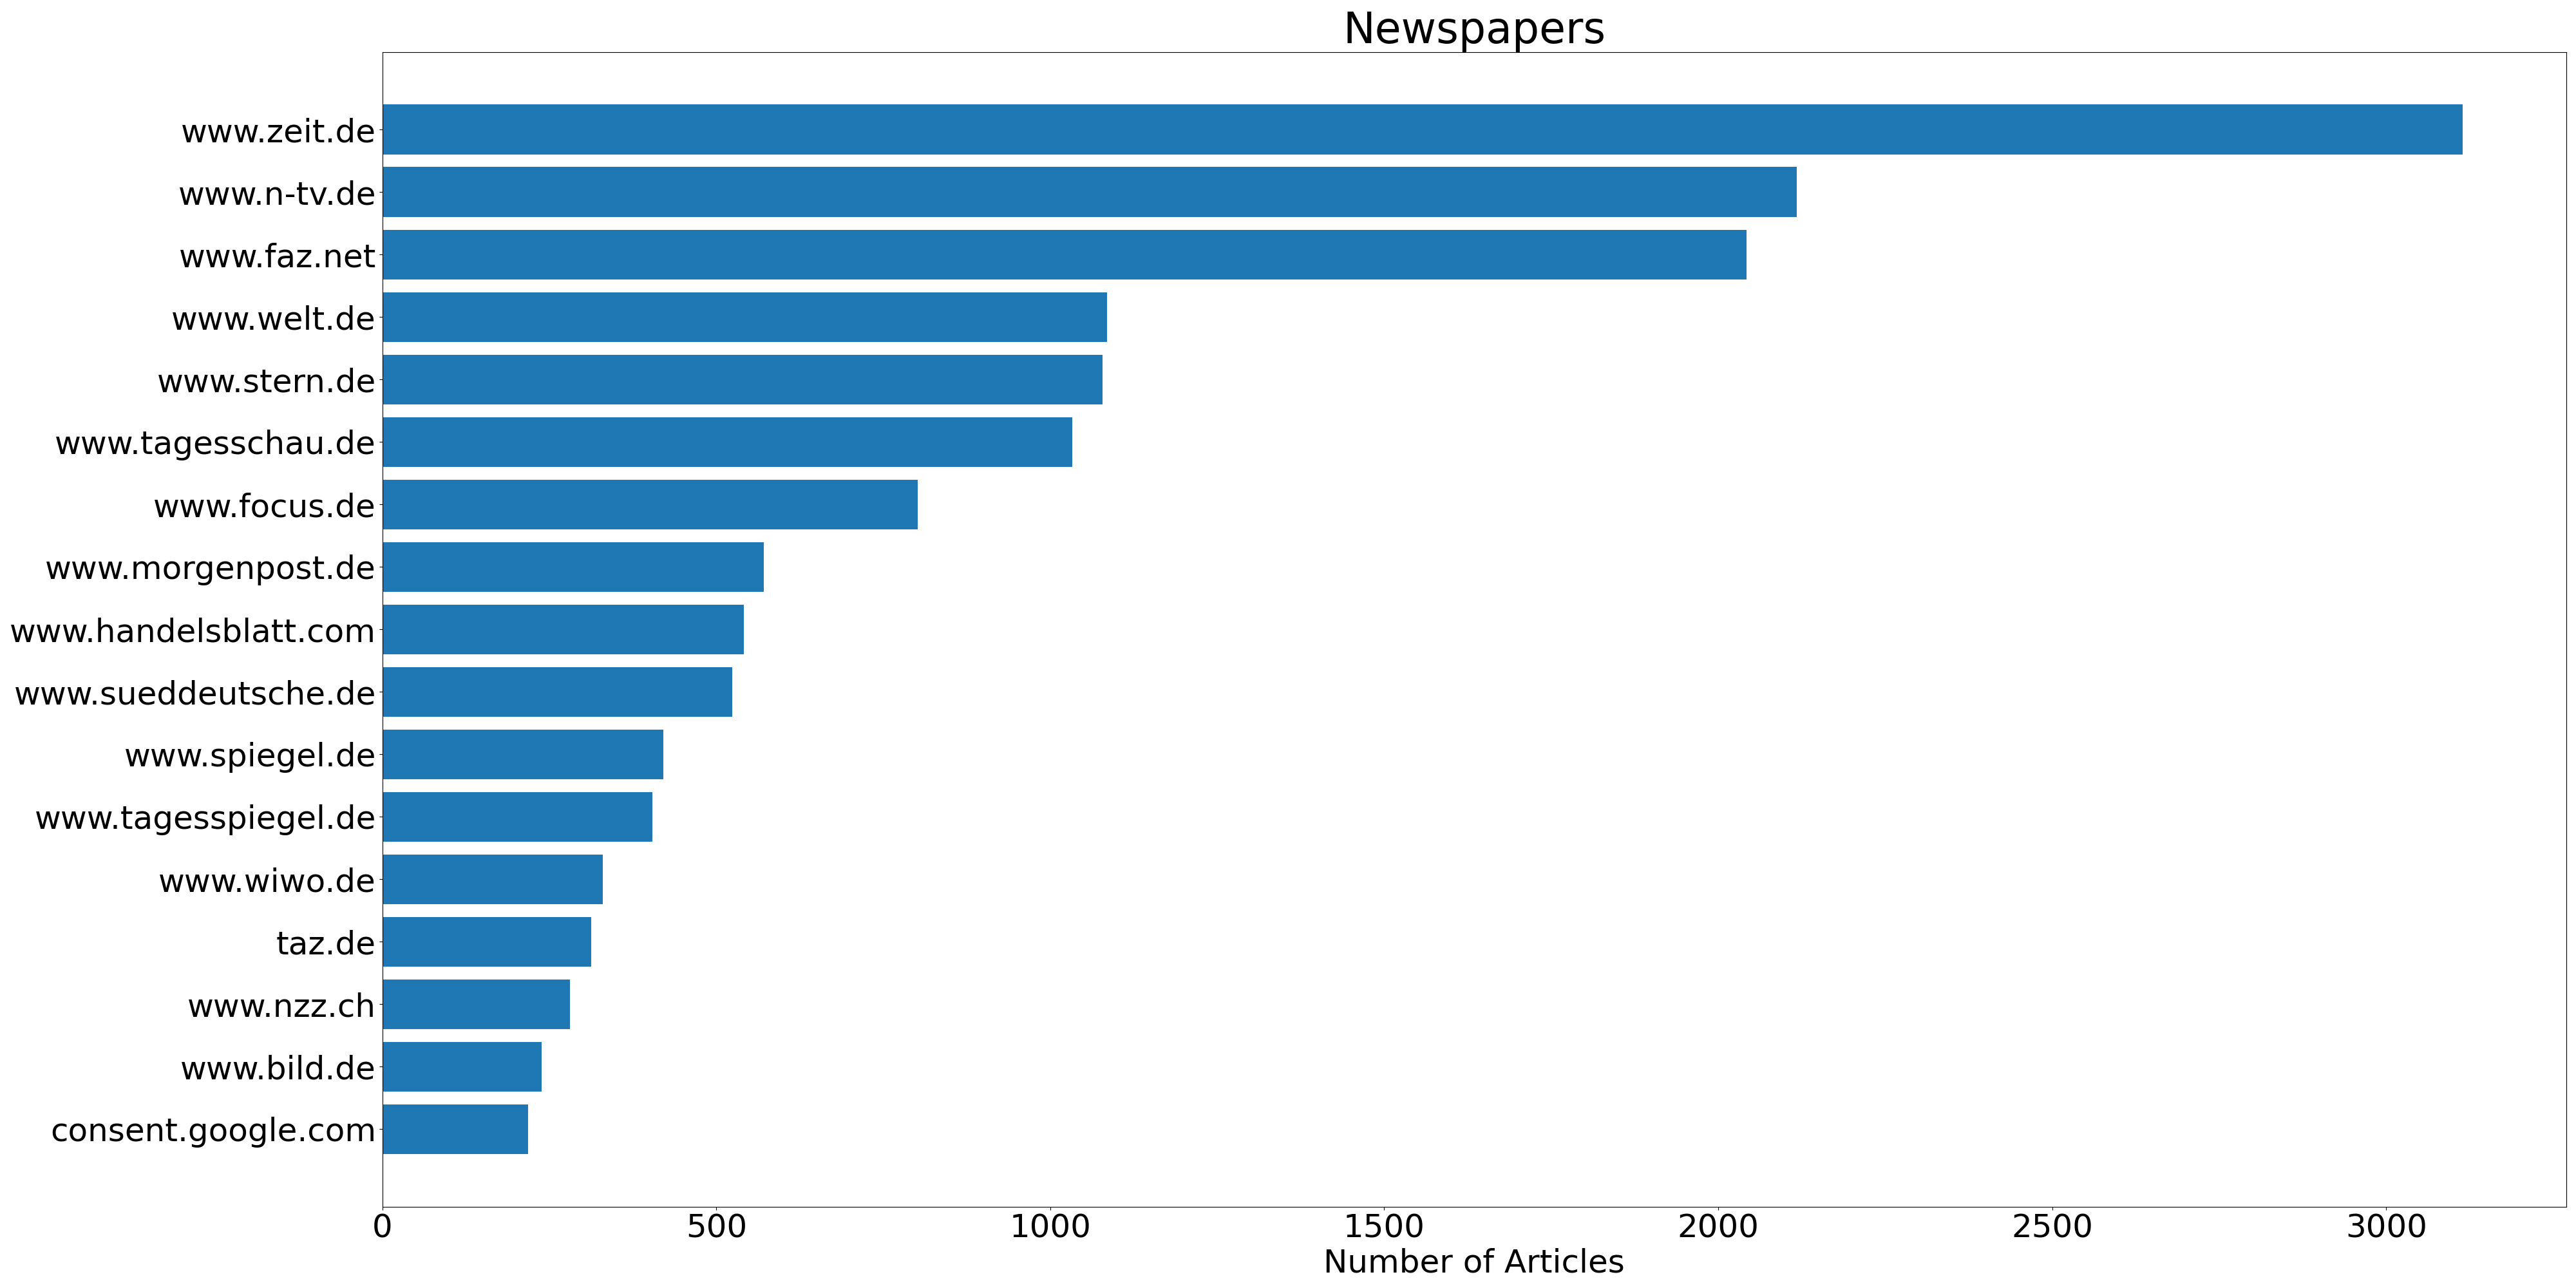 Newspapers
www.zeit.de
www.n-tv.de
www.faz.net
www.welt.de
www.stern.de
www.tagesschau.de
www.focus.de
www.morgenpost.de
www.handelsblatt.com
www.sueddeutsche.de
www.spiegel.de
www.tagesspiegel.de
www.wiwo.de
taz.de
www.nzz.ch
www.bild.de
consent.google.com
0 500 1000 1500 2000 2500 3000
Number of Articles